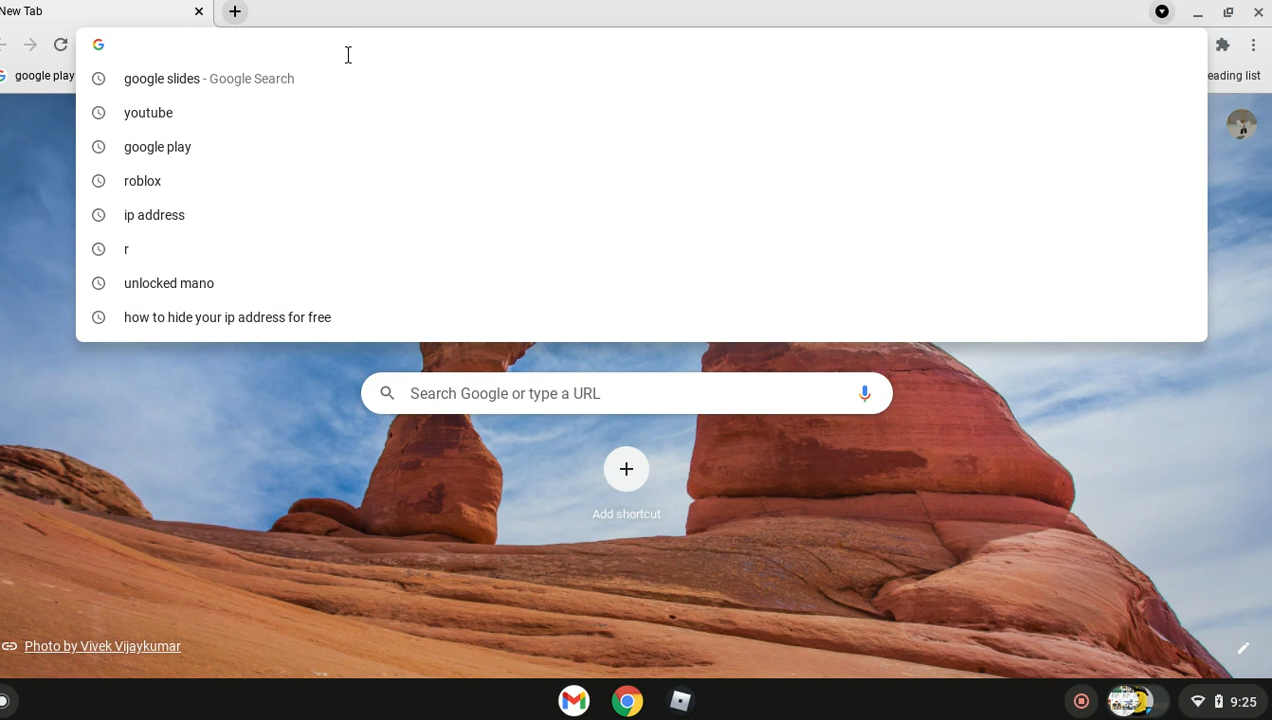 New Tab
google play
google slides - Google Search
youtube
google play
roblox
ip address
r
unlocked mano
how to hide your ip address for free
eading list
Search Google or type a URL
Add shortcut
Photo by Vivek Vijaykumar
9:25